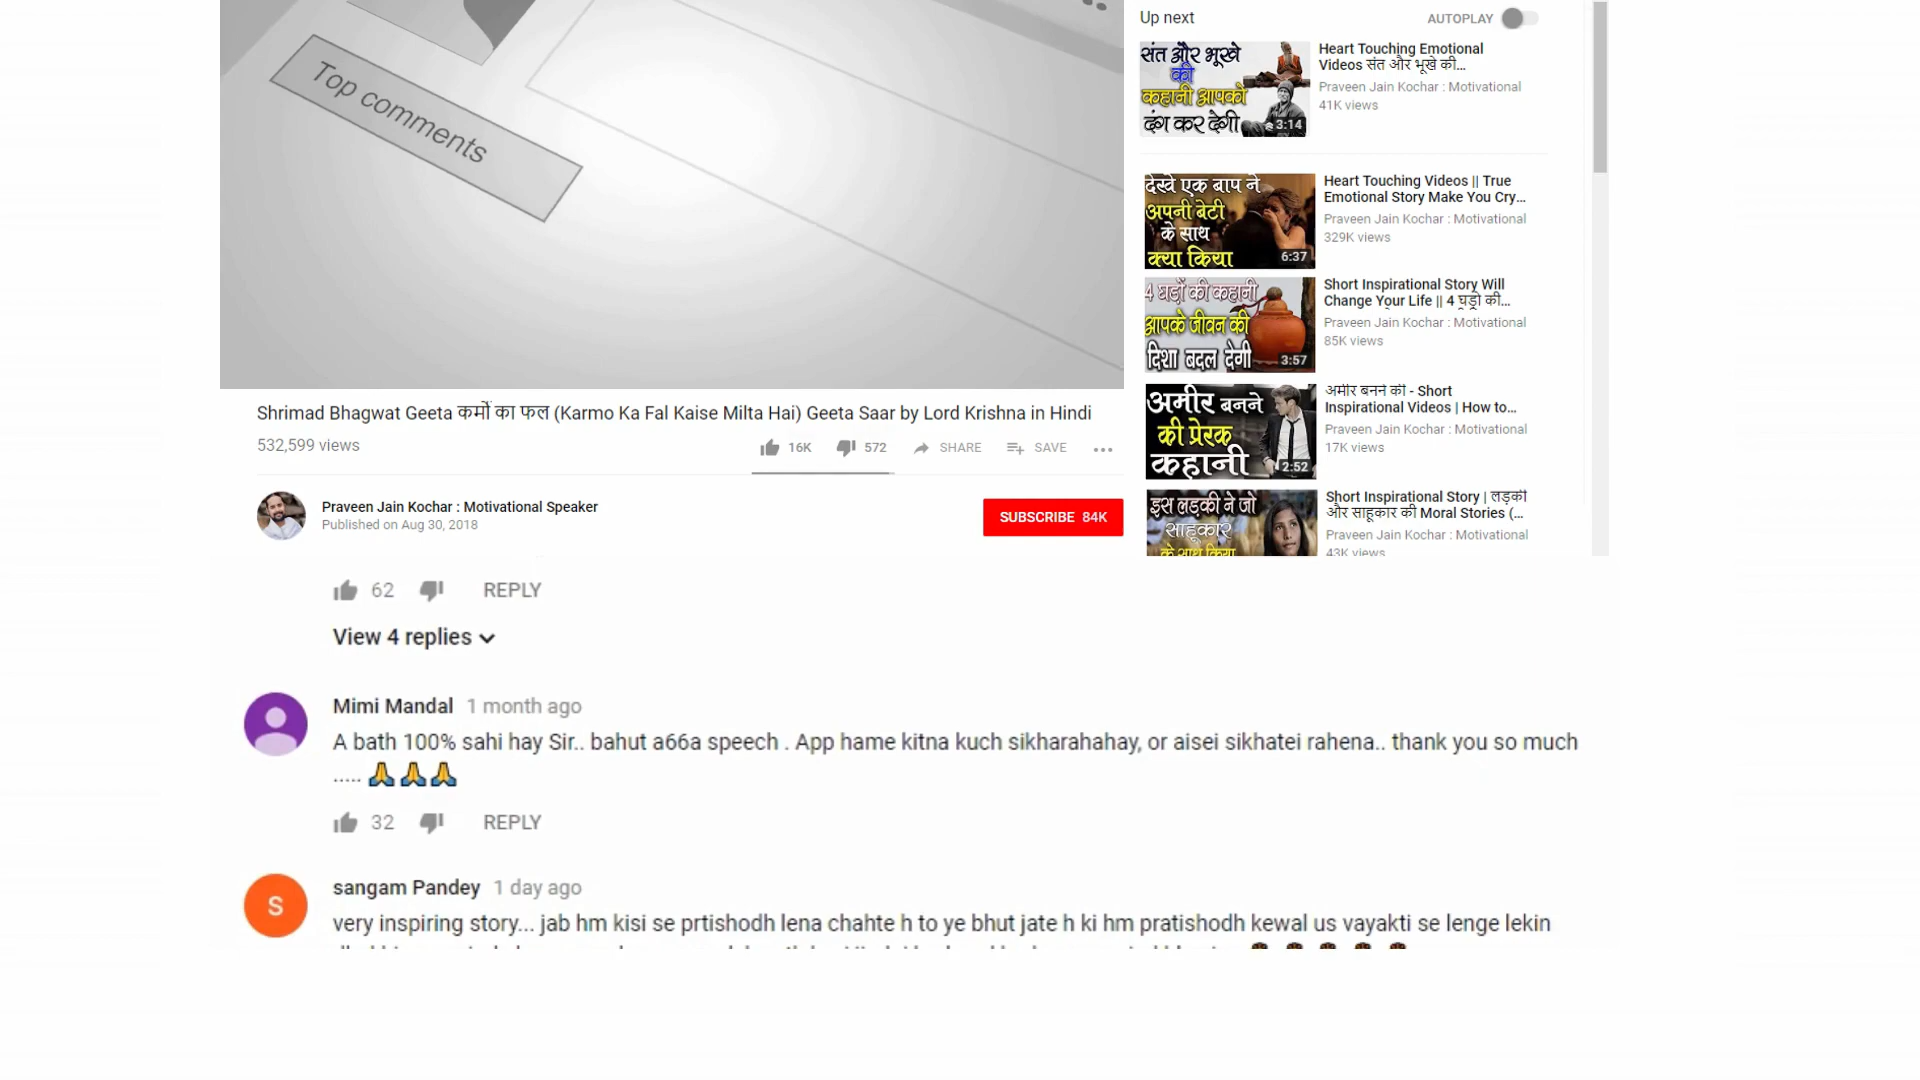 Top comments
Shrimad Bhagwat Geeta कर्मो का फल (Karmo Ka Fal Kaise Milta Hai) Geeta Saar by Lord Krishna in Hindi
532,599 views
16K 572 SHARE SAVE
Praveen Jain Kochar : Motivational Speaker
Published on Aug 30, 2018
SUBSCRIBE 84K
Up next
AUTOPLAY
संत और भूखे
की
कहानी आपको
दंग कर देगी
3:14
Heart Touching Emotional
Videos संत और भूखे की...
Praveen Jain Kochar : Motivational
41K views
देखे एक बाप ने
अपनी बेटी
के साथ
क्या किया
6:37
Heart Touching Videos || True
Emotional Story Make You Cry...
Praveen Jain Kochar : Motivational
329K views
4 घड़ों की कहानी
आपके जीवन की
दिशा बदल देगी
3:57
Short Inspirational Story Will
Change Your Life || 4 घड़ो की...
Praveen Jain Kochar : Motivational
85K views
अमीर बनने
की प्रेरक
कहानी
2:52
अमीर बनने की - Short
Inspirational Videos | How to...
Praveen Jain Kochar : Motivational
17K views
इस लड़की ने जो
साहूकार
के साथ किया
Short Inspirational Story | लड़की
और साहूकार की Moral Stories (...
Praveen Jain Kochar : Motivational
43K views
62 REPLY
View 4 replies
Mimi Mandal 1 month ago
A bath 100% sahi hay Sir.. bahut a66a speech . App hame kitna kuch sikharahahay, or aisei sikhatei rahena.. thank you so much
..... 🙏🙏🙏
32 REPLY
S
sangam Pandey 1 day ago
very inspiring story... jab hm kisi se prtishodh lena chahte h to ye bhut jate h ki hm pratishodh kewal us vayakti se lenge lekin